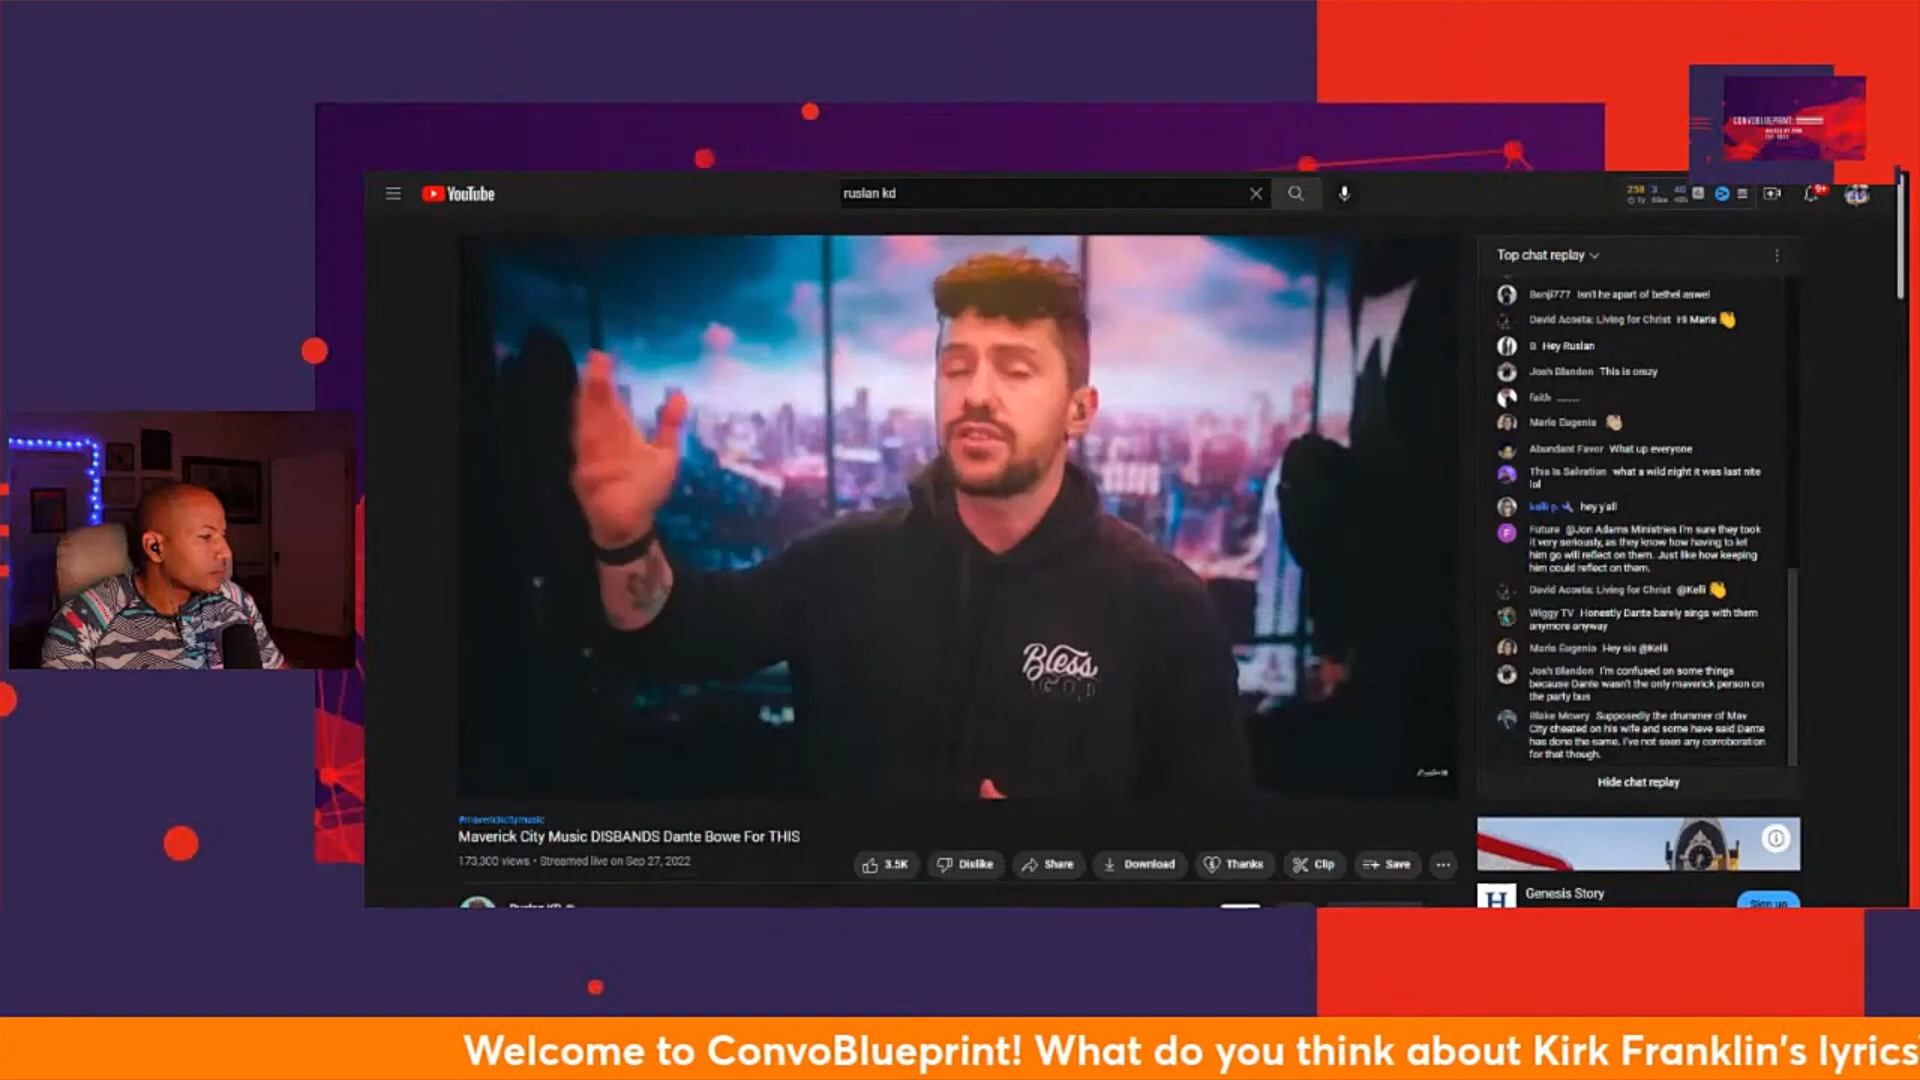 CONVOBLUEPRINT
YouTube
ruslan kd
9+
Top chat replay
Benji777 Isn't he apart of bethel aswel
David Acosta: Living for Christ Hi Maria
B Hey Ruslan
Josh Blandon This is crazy
faith
Maria Eugenia
Abundant Favor What up everyone
This Is Salvation what a wild night it was last nite
lol
kelli p. hey y'all
F
Future @Jon Adams Ministries I'm sure they took
it very seriously, as they know how having to let
him go will reflect on them. Just like how keeping
him could reflect on them.
David Acosta: Living for Christ @Kelli
Wiggy TV Honestly Dante barely sings with them
anymore anyway
Maria Eugenia Hey sis @Kelli
Josh Blandon I'm confused on some things
because Dante wasn't the only maverick person on
the party bus
Blake Mowry Supposedly the drummer of Mav
City cheated on his wife and some have said Dante
has done the same. I've not seen any corroboration
for that though.
Hide chat replay
Bless
GOD
#maverickcitymusic
Maverick City Music DISBANDS Dante Bowe For THIS
173,300 views • Streamed live on Sep 27, 2022
3.5K
Dislike
Share
Download
Thanks
Clip
Save
Genesis Story
H
Sign up
Ruslan KD
Welcome to ConvoBlueprint! What do you think about Kirk Franklin's lyrics